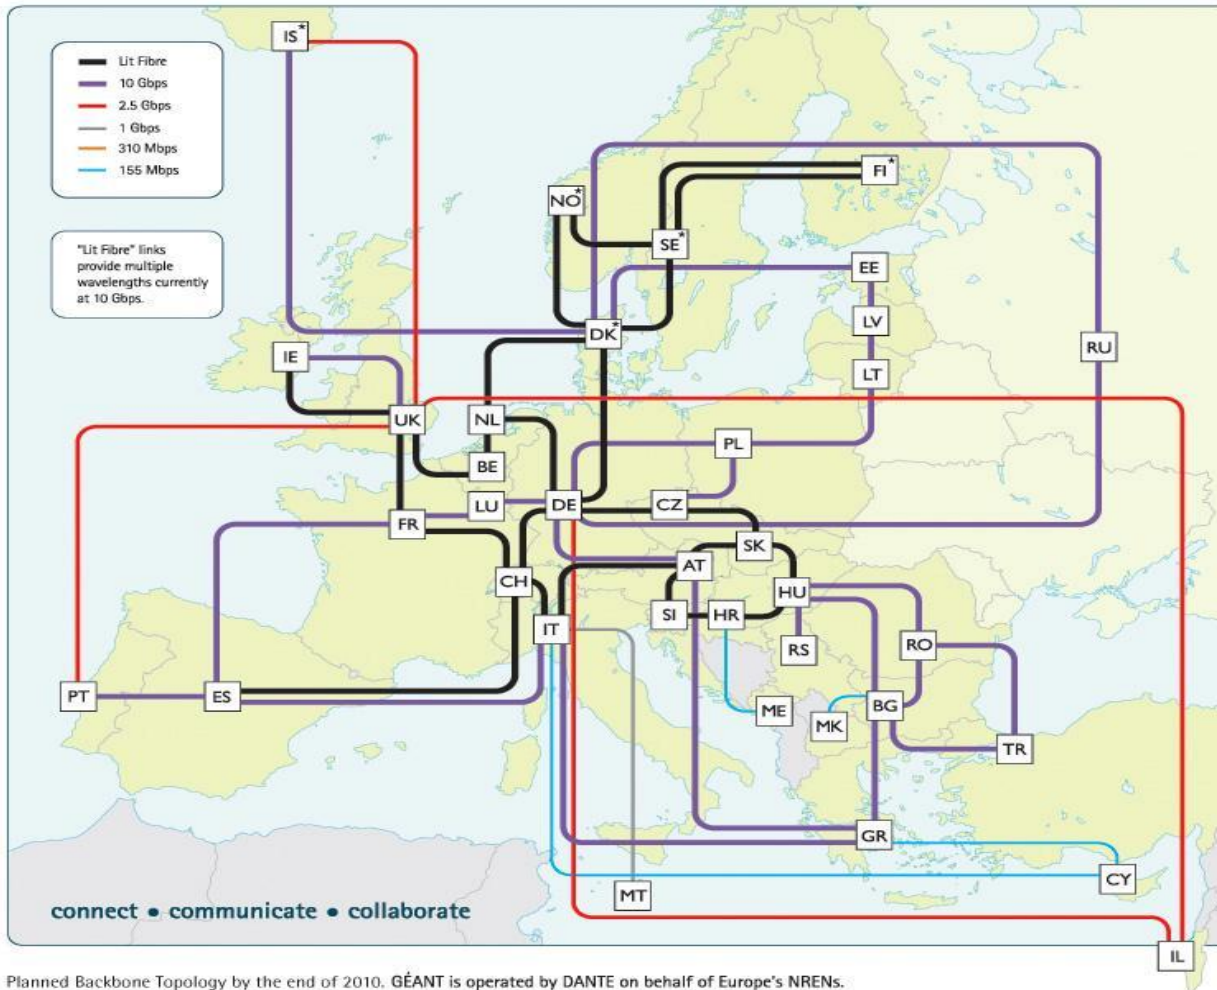 IS*
Lit Fibre
10 Gbps
2.5 Gbps
1 Gbps
310 Mbps
155 Mbps
FI*
NO*
SE*
"Lit Fibre" links
provide multiple
wavelengths currently
at 10 Gbps.
EE
LV
DK*
RU
IE
LT
UK
NL
PL
BE
LU
DE
CZ
FR
SK
AT
CH
HU
SI
HR
IT
RS
RO
PT
ES
ME
BG
MK
TR
GR
CY
MT
connect • communicate • collaborate
IL
Planned Backbone Topology by the end of 2010. GÉANT is operated by DANTE on behalf of Europe's NRENs.